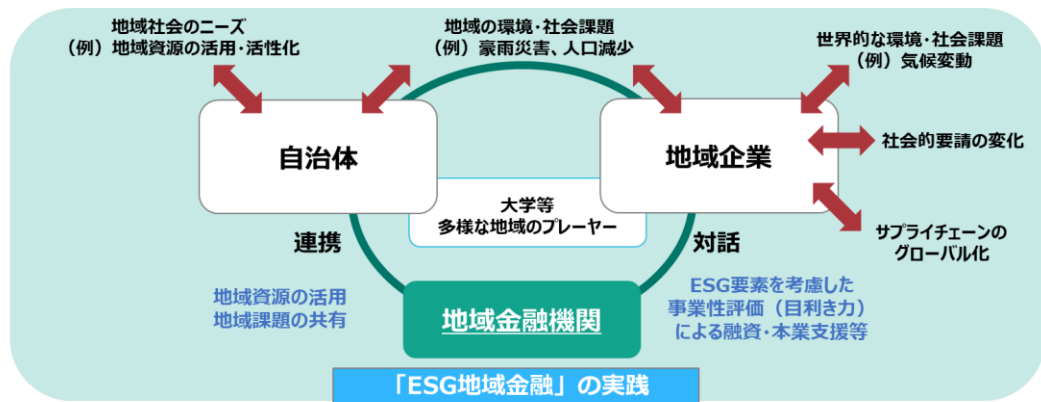 地域社会のニーズ
（例）地域資源の活用・活性化
地域の環境・社会課題
（例）豪雨災害、人口減少
世界的な環境・社会課題
（例）気候変動
自治体
地域企業
社会的要請の変化
大学等
多様な地域のプレーヤー
サプライチェーンの
グローバル化
連携
対話
地域資源の活用
地域課題の共有
地域金融機関
ESG要素を考慮した
事業性評価（目利き力）
による融資・本業支援等
「ESG地域金融」の実践